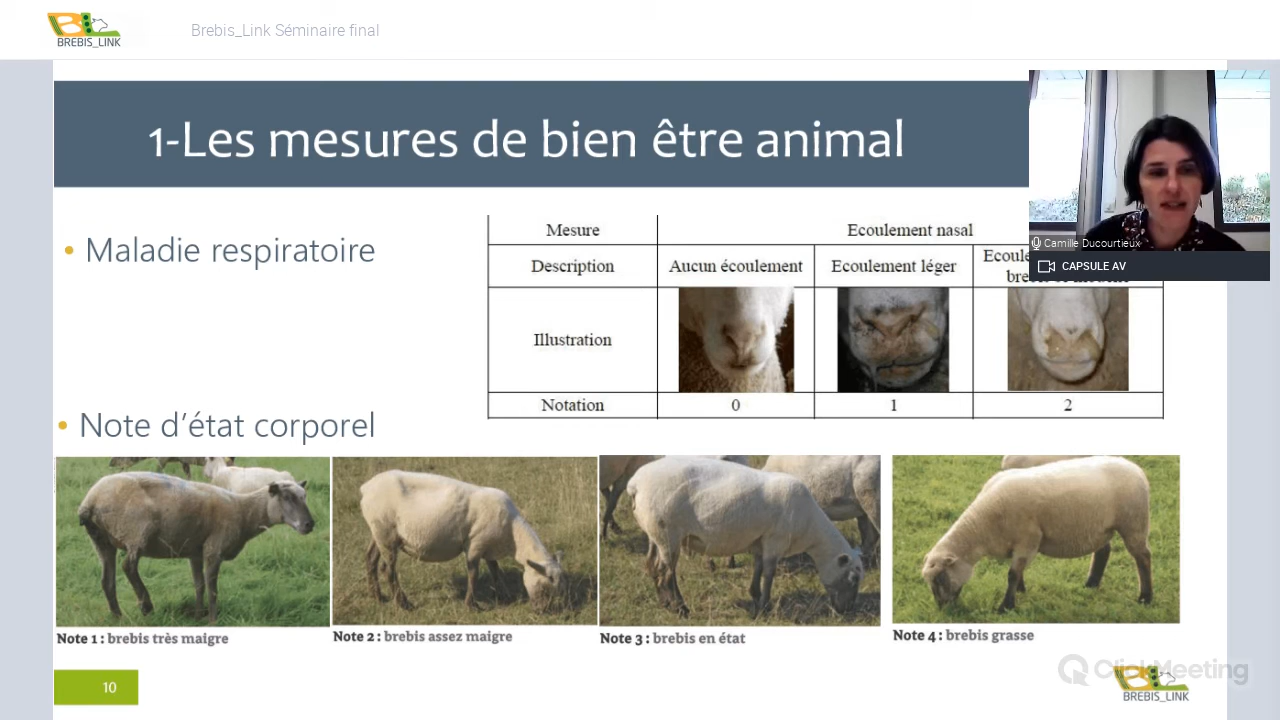 BREBIS_LINK
Brebis_Link Séminaire final
1-Les mesures de bien être animal
Camille Ducourtieux
CAPSULE AV
• Maladie respiratoire
Mesure Ecoulement nasal
Description Aucun écoulement Ecoulement léger
Illustration
Notation 0 1 2
• Note d'état corporel
Note 1 : brebis très maigre
Note 2 : brebis assez maigre
Note 3 : brebis en état
Note 4 : brebis grasse
10
ClickMeeting
BREBIS_LINK